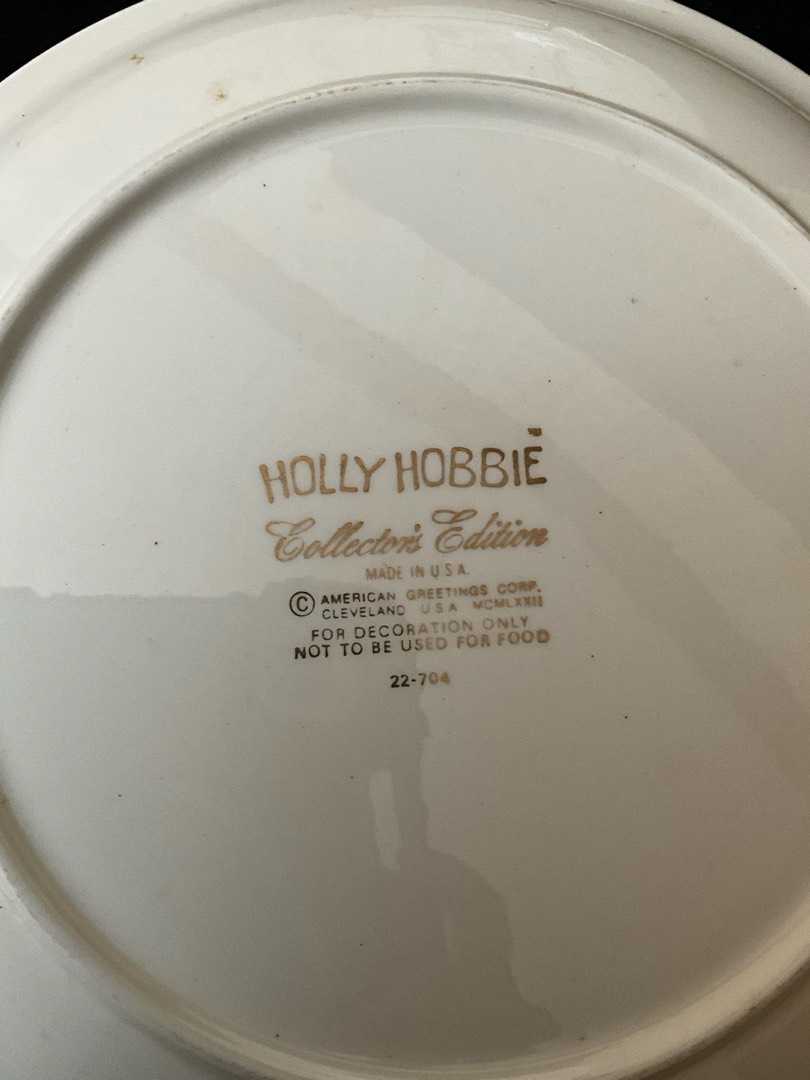 HOLLY HOBBIE
Collector's Edition
MADE IN U.S.A.
© AMERICAN GREETINGS CORP.
CLEVELAND U.S.A. MCMLXXII
FOR DECORATION ONLY
NOT TO BE USED FOR FOOD
22-704